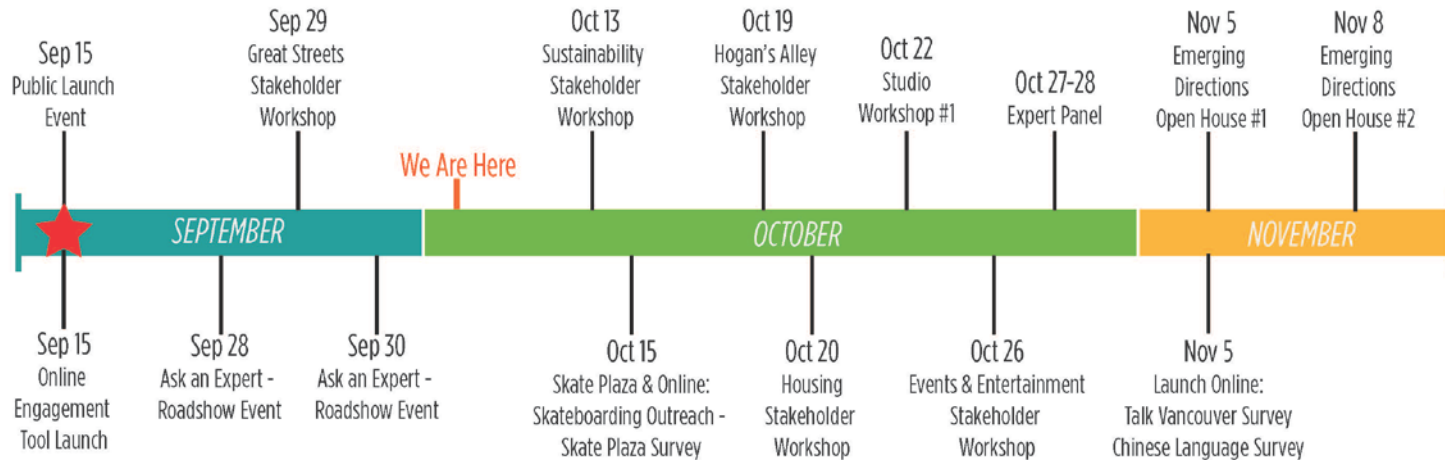 Sep 15
Public Launch
Event
Sep 29
Great Streets
Stakeholder
Workshop
We Are Here
Oct 13
Sustainability
Stakeholder
Workshop
Oct 19
Hogan's Alley
Stakeholder
Workshop
Oct 22
Studio
Workshop #1
Oct 27-28
Expert Panel
Nov 5
Emerging
Directions
Open House #1
Nov 8
Emerging
Directions
Open House #2
SEPTEMBER
OCTOBER
NOVEMBER
Sep 15
Online
Engagement
Tool Launch
Sep 28
Ask an Expert -
Roadshow Event
Sep 30
Ask an Expert -
Roadshow Event
Oct 15
Skate Plaza & Online:
Skateboarding Outreach -
Skate Plaza Survey
Oct 20
Housing
Stakeholder
Workshop
Oct 26
Events & Entertainment
Stakeholder
Workshop
Nov 5
Launch Online:
Talk Vancouver Survey
Chinese Language Survey